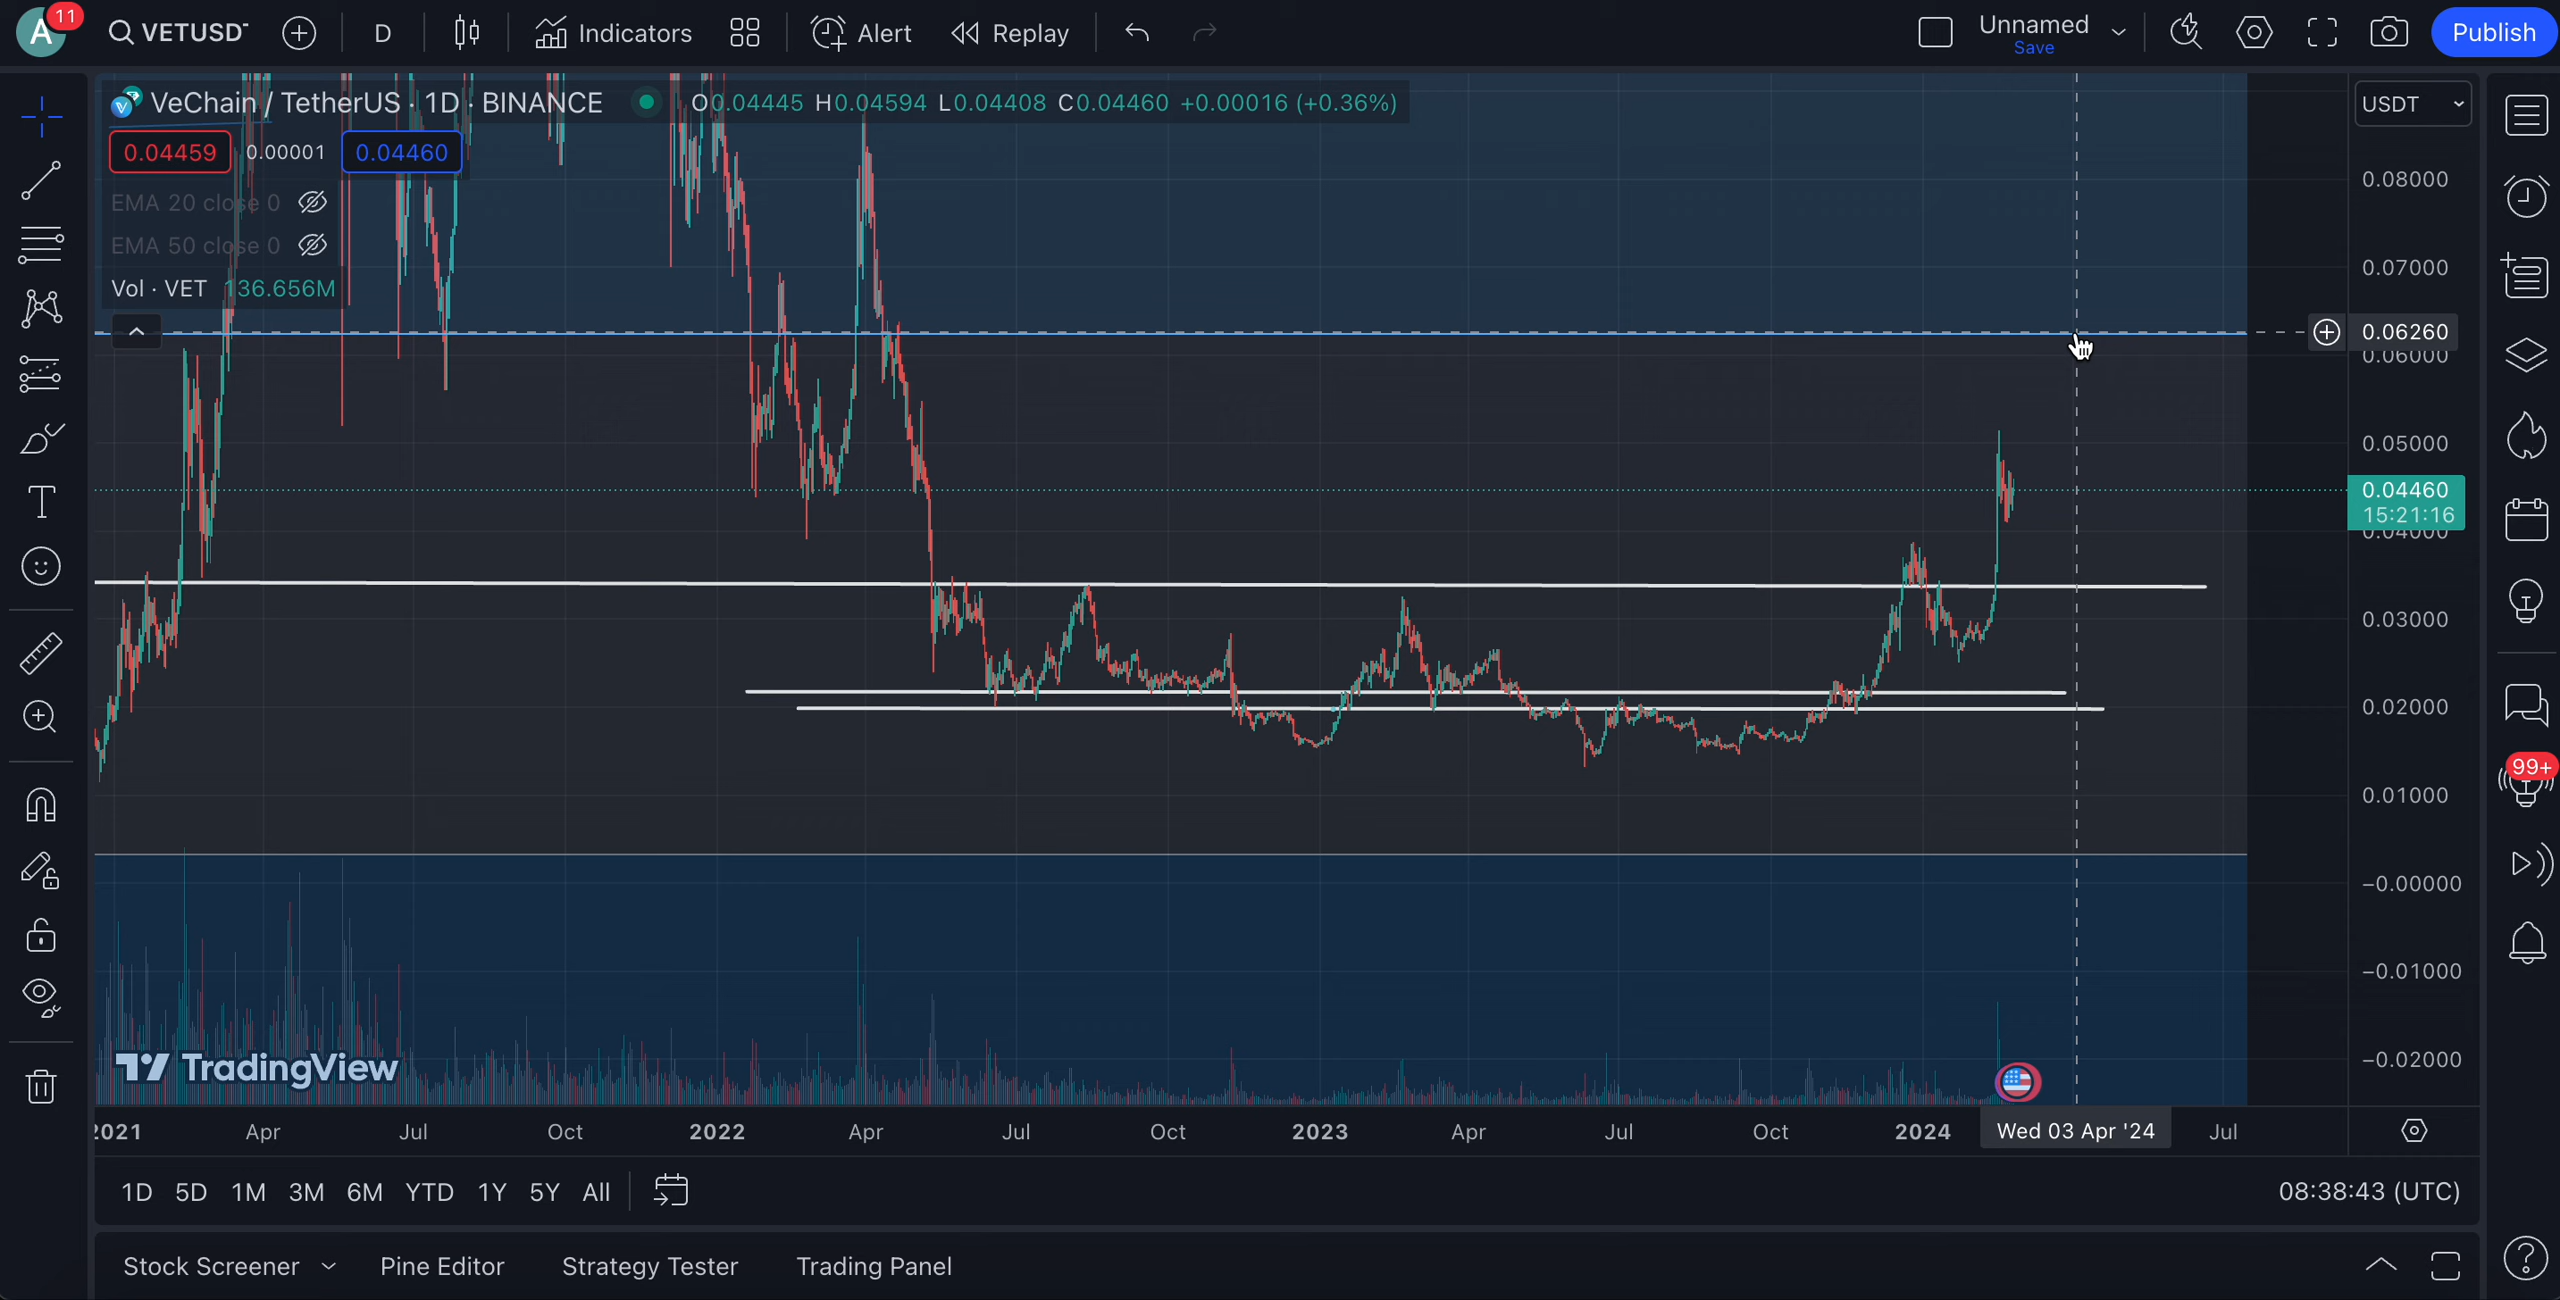 A 11 VETUSDT D Indicators Alert Replay Unnamed Save Publish
VeChain / TetherUS · 1D · BINANCE O0.04445 H0.04594 L0.04408 C0.04460 +0.00016 (+0.36%)
USDT
0.04459 0.00001 0.04460
EMA 20 close 0
EMA 50 close 0
Vol · VET 136.656M
0.08000
0.07000
0.06260
0.06000
0.05000
0.04460
15:21:16
0.04000
0.03000
0.02000
0.01000
−0.00000
−0.01000
−0.02000
99+
TradingView
2021 Apr Jul Oct 2022 Apr Jul Oct 2023 Apr Jul Oct 2024 Wed 03 Apr '24 Jul
1D 5D 1M 3M 6M YTD 1Y 5Y All 08:38:43 (UTC)
Stock Screener Pine Editor Strategy Tester Trading Panel